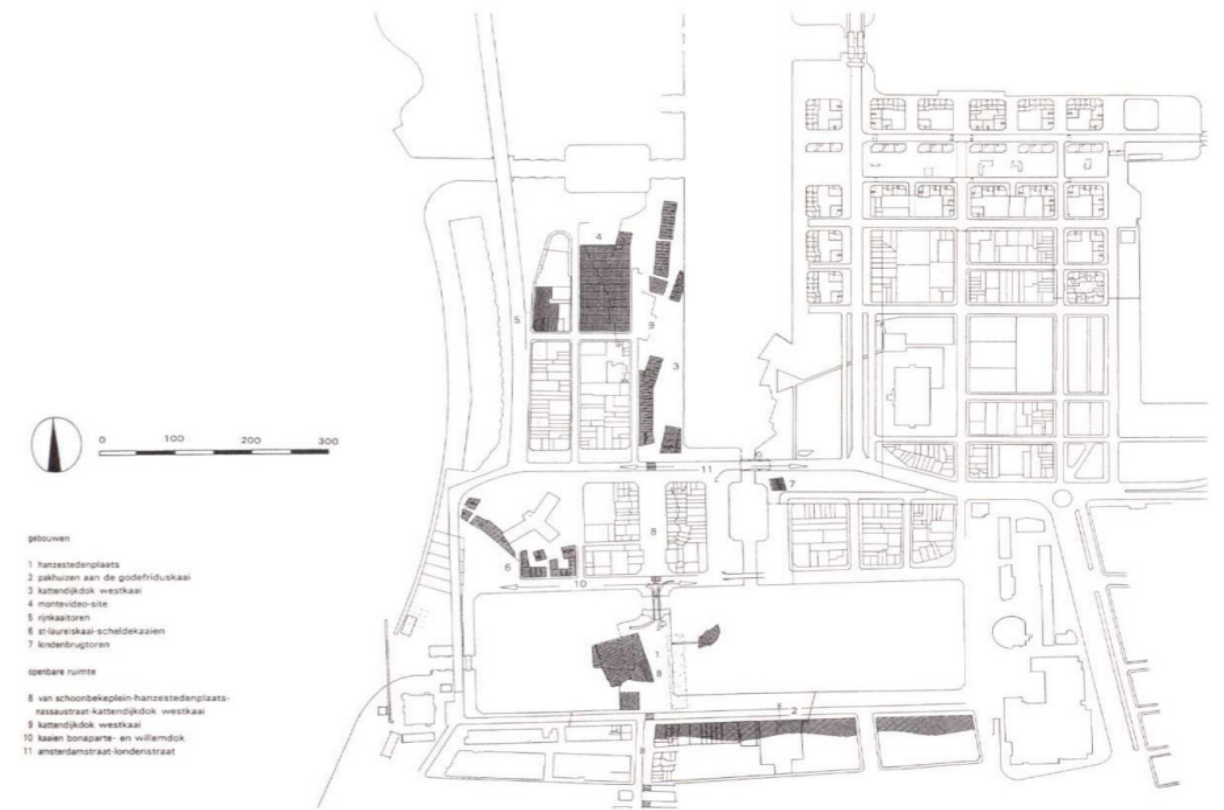 4
5
9
3
0 100 200 300
11
7
8
6
10
1
8
2
8
gebouwen
1 hanzestedenplaats
2 pakhuizen aan de godefriduskaai
3 kattendijkdok westkaai
4 montevideo-site
5 rijnkaaitoren
6 st-laureiskaai-scheldekaaien
7 londenbrugtoren
openbare ruimte
8 van schoonbekeplein-hanzestedenplaats-
nassaustraat-kattendijkdok westkaai
9 kattendijkdok westkaai
10 kaaien bonaparte- en willemdok
11 amsterdamstraat-londenstraat